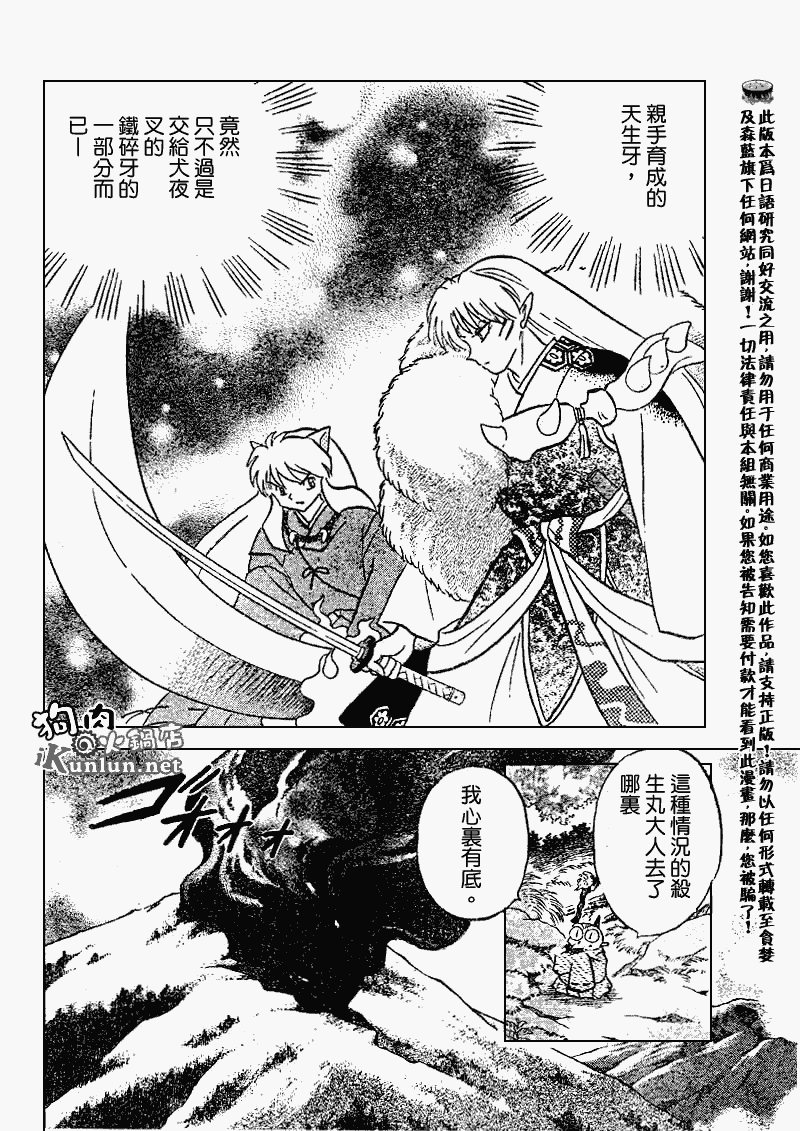 親手育成的
天生牙，
竟然
只不過是
交給犬夜
叉的
鐵碎牙的
一部分而
已—
這種情況的殺
生丸大人去了
哪裏
我心裏有底。
ゴオオオ
狗肉
火鍋店
iKunlun.net
此版本爲日語研究同好交流之用，請勿用于任何商業用途。如您喜歡此作品，請支持正版！請勿以任何形式轉載至貪婪
及森藍旗下任何網站，謝謝！一切法律責任與本組無關。如果您被告知需要付款才能看到此漫畫，那麽，您被騙了！